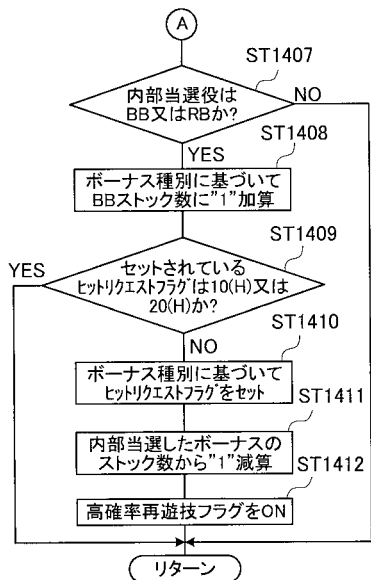 A
ST1407
内部当選役は
BB又はRBか?
NO
YES
ST1408
ボーナス種別に基づいて
BBストック数に"1"加算
ST1409
YES
セットされている
ヒットリクエストフラグは10(H)又は
20(H)か?
NO
ST1410
ボーナス種別に基づいて
ヒットリクエストフラグをセット
ST1411
内部当選したボーナスの
ストック数から"1"減算
ST1412
高確率再遊技フラグをON
リターン